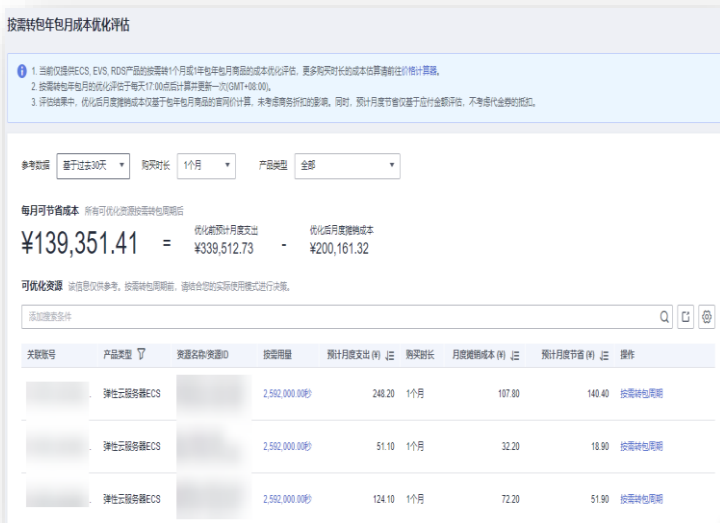 按需转包年包月成本优化评估
1. 当前仅提供ECS, EVS, RDS产品的按需转1个月或1年包年包月商品的成本优化评估，更多购买时长的成本估算请前往价格计算器。
2. 按需转包年包月的优化评估于每天17:00点后计算并更新一次(GMT+08:00)。
3. 评估结果中，优化后月度摊销成本仅基于包年包月商品的官网价计算，未考虑商务折扣的影响。同时，预计月度节省仅基于应付金额评估，不考虑代金券的抵扣。
参考数据 基于过去30天 购买时长 1个月 产品类型 全部
每月可节省成本 所有可优化资源按需转包周期后
优化前预计月度支出 优化后月度摊销成本
¥139,351.41 = ¥339,512.73 - ¥200,161.32
可优化资源 该信息仅供参考。按需转包周期前，请结合您的实际使用模式进行决策。
添加搜索条件
关联账号 产品类型 资源名称/资源ID 按需用量 预计月度支出 (¥) 购买时长 月度摊销成本 (¥) 预计月度节省 (¥) 操作
弹性云服务器ECS 2,592,000.00秒 248.20 1个月 107.80 140.40 按需转包周期
弹性云服务器ECS 2,592,000.00秒 51.10 1个月 32.20 18.90 按需转包周期
弹性云服务器ECS 2,592,000.00秒 124.10 1个月 72.20 51.90 按需转包周期